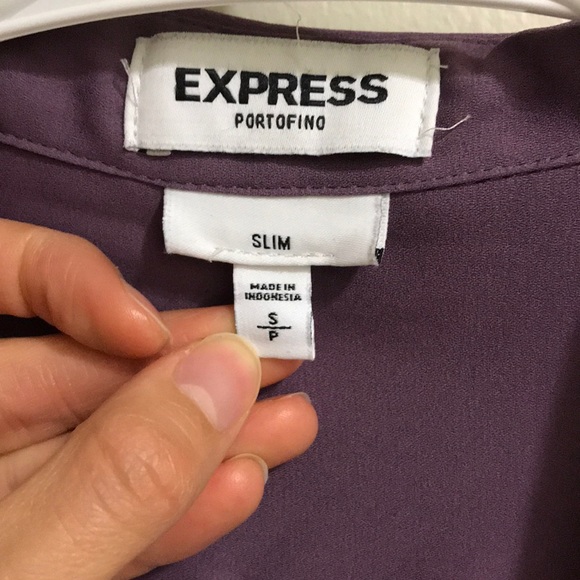 EXPRESS
PORTOFINO
SLIM
MADE IN
INDONESIA
S
P